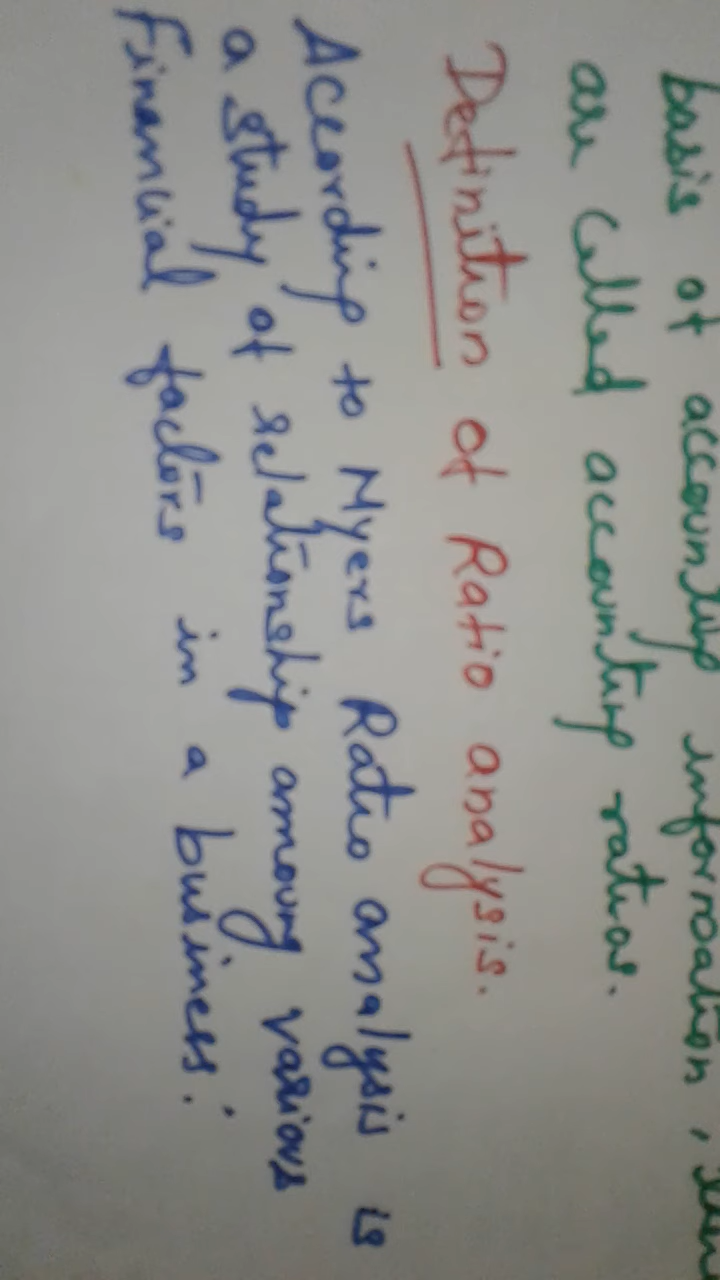 basis of accounting information,
are called accounting ratios.
Definition of Ratio analysis.
According to Myers Ratio analysis is
a study of relationship amoung various
Financial factors in a business.'